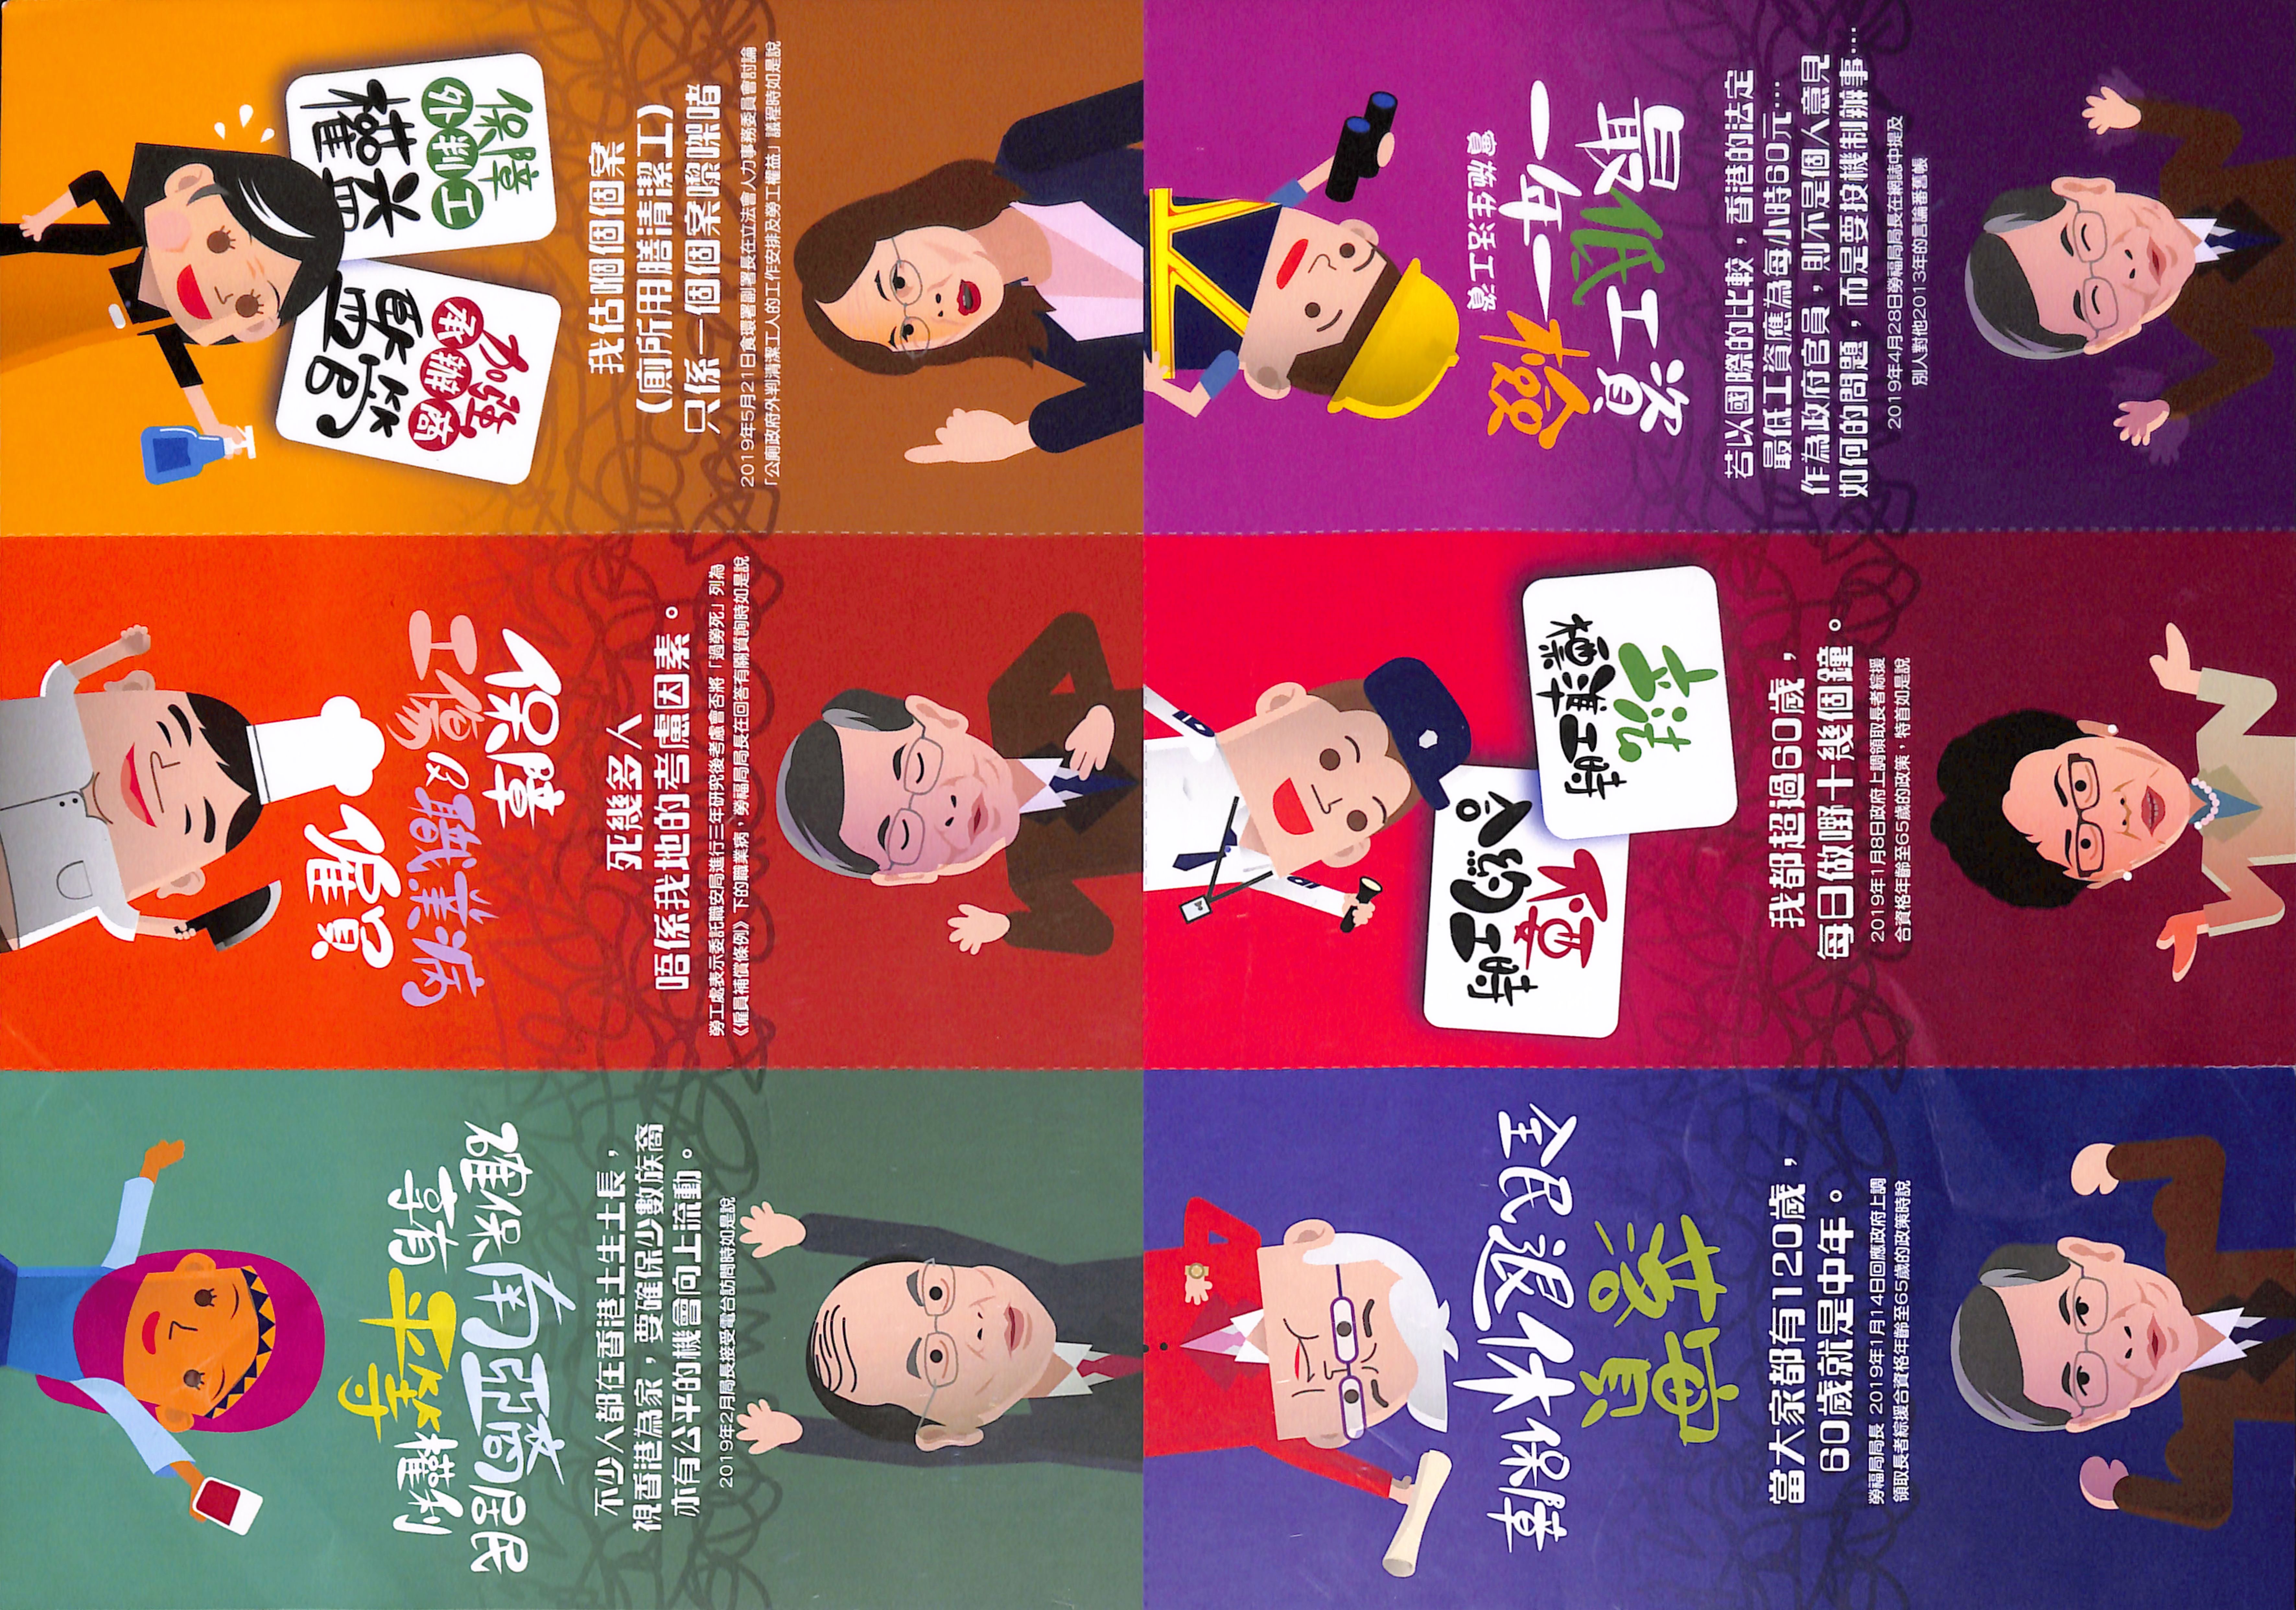 確保南亞裔居民
享有平等權利
不少人都在香港土生土長，
視香港為家，要確保少數族裔
亦有公平的機會向上流動。
2019年2月局長接受電台訪問時如是說
保障
工傷及職業病
僱員
死幾多人
唔係我地的考慮因素。
勞工處表示委託職安局進行三年研究後考慮會否將「過勞死」列為
《僱員補償條例》下的職業病，勞福局局長在回答有關質詢時如是說
保障
外判工
權益
加強
承辦商
我估嗰個個案
（廁所用膳清潔工）
只係一個個案嚟㗎啫
2019年5月21日食環署副署長在立法會人力事務委員會討論
「公廁政府外判清潔工人的工作安排及勞工權益」議程時如是說
落實
全民退休保障
當大家都有120歲，
60歲就是中年。
勞福局局長 2019年1月14日回應政府上調
領取長者綜援合資格年齡至65歲的政策時說
立法
標準工時
不要
合約工時
我都超過60歲，
每日做嘢十幾個鐘。
2019年1月8日政府上調領取長者綜援
合資格年齡至65歲的政策，特首如是說
最低工資
一年一檢
實施生活工資
若以國際的比較，香港的法定
最低工資應為每小時60元…
作為政府官員，則不是個人意見
如何的問題，而是要按機制辦事…
2019年4月28日勞福局局長在網誌中提及
別人對他2013年的言論番舊帳